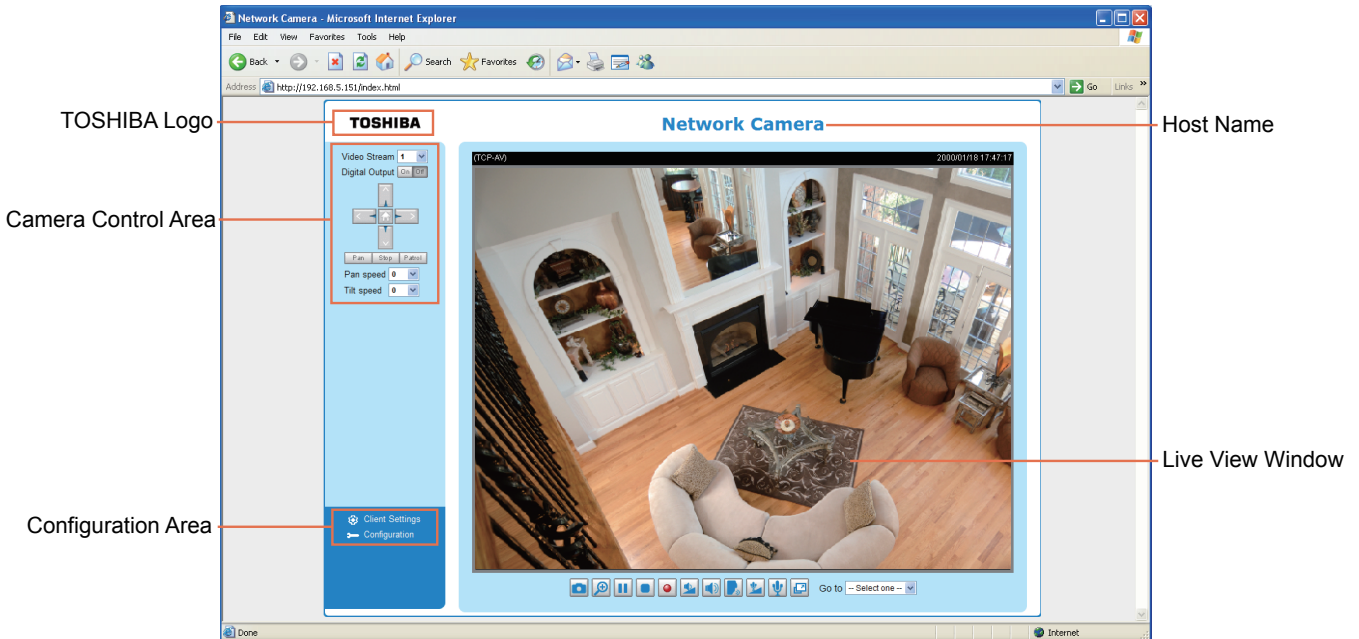 Network Camera - Microsoft Internet Explorer
File Edit View Favorites Tools Help
Back Search Favorites
Address http://192.168.5.151/index.html Go Links »
TOSHIBA Logo
TOSHIBA
Network Camera
Host Name
Video Stream 1
(TCP-AV) 2000/01/18 17:47:17
Digital Output On Off
Camera Control Area
Pan Stop Patrol
Pan speed 0
Tilt speed 0
Live View Window
Configuration Area
Client Settings
Configuration
Go to -- Select one --
Done Internet